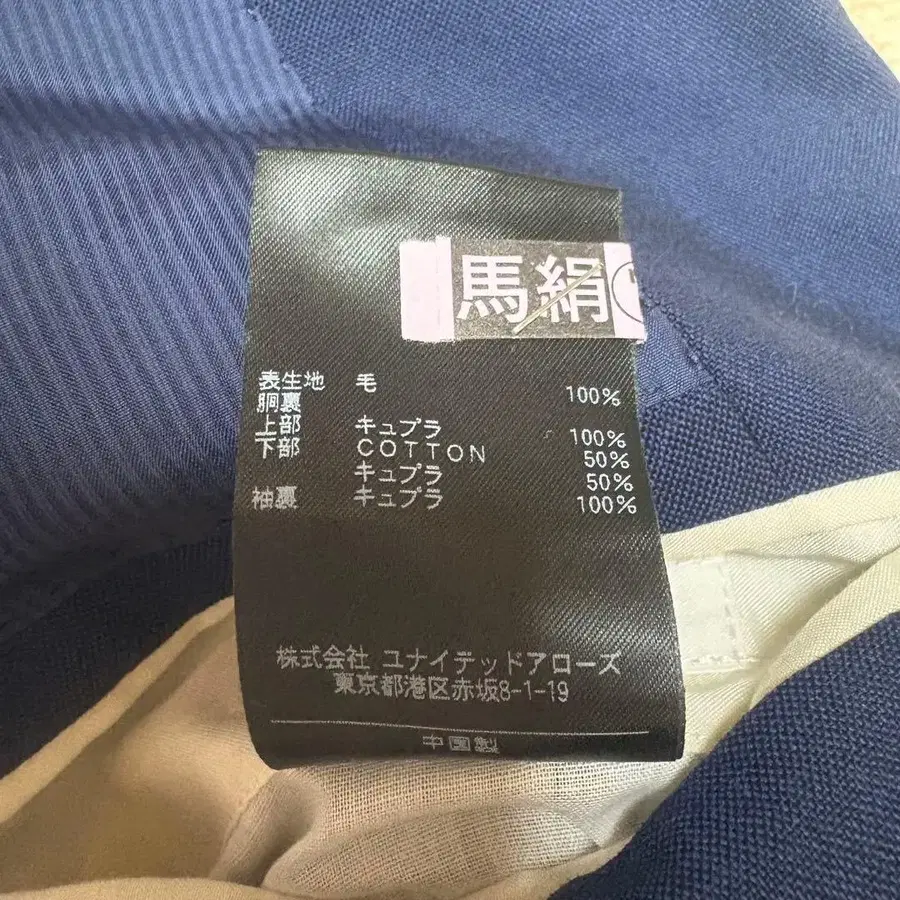 馬絹
表生地 毛 100%
胴裏
上部 キュプラ 100%
下部 COTTON 50%
キュプラ 50%
袖裏 キュプラ 100%
株式会社 ユナイテッドアローズ
東京都港区赤坂8-1-19
中国製